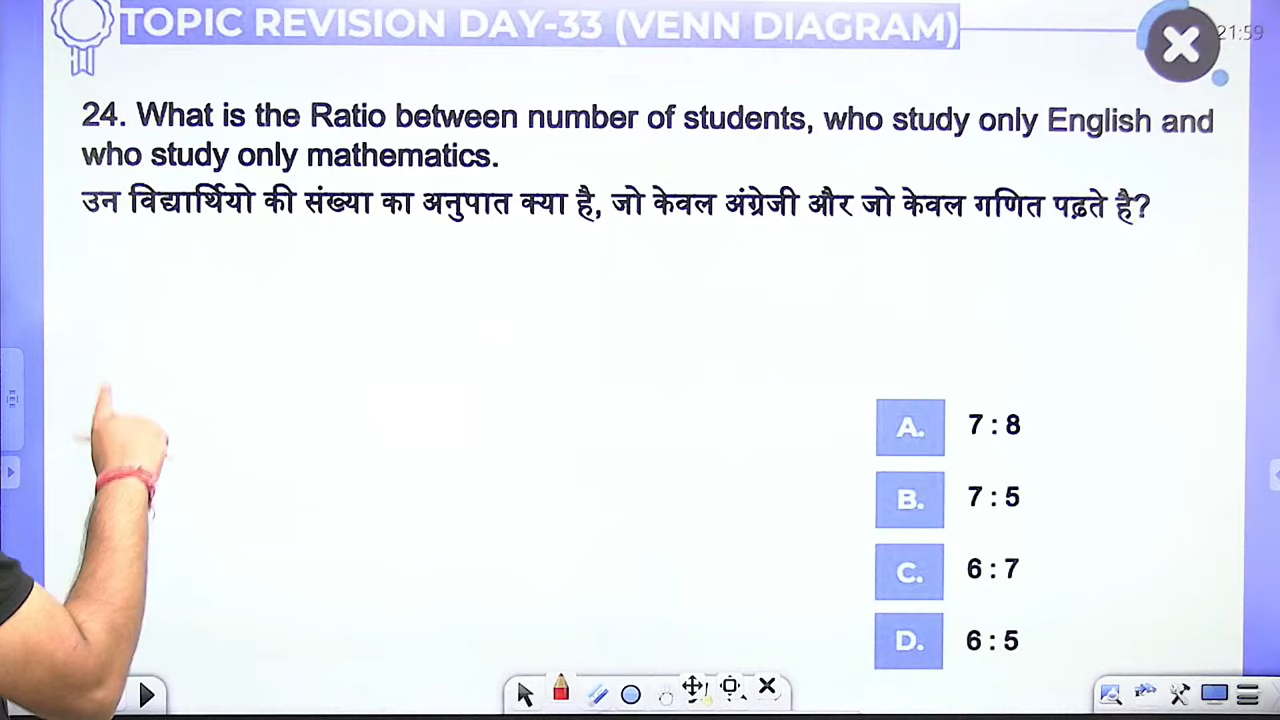 TOPIC REVISION DAY-33 (VENN DIAGRAM)
21:59
24. What is the Ratio between number of students, who study only English and
who study only mathematics.
उन विद्यार्थियो की संख्या का अनुपात क्या है, जो केवल अंग्रेजी और जो केवल गणित पढ़ते है?
A. 7 : 8
B. 7 : 5
C. 6 : 7
D. 6 : 5